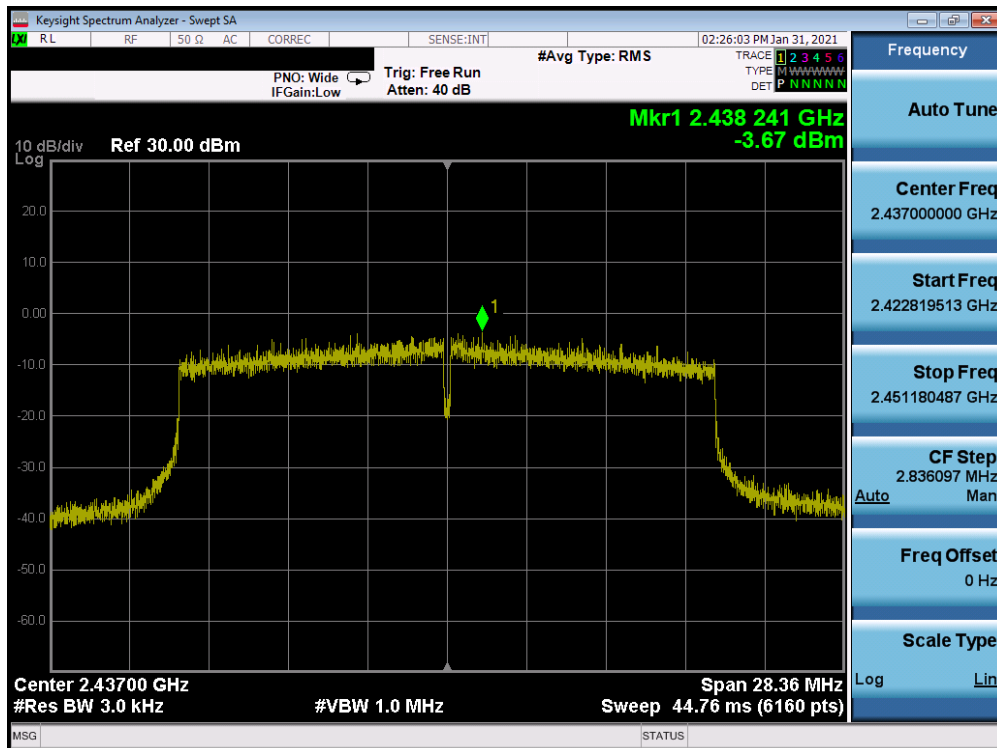 Keysight Spectrum Analyzer - Swept SA
LXI RL RF 50 Ω AC CORREC SENSE:INT 02:26:03 PM Jan 31, 2021
#Avg Type: RMS
TRACE 1 2 3 4 5 6
TYPE M WWWWW
DET P N N N N N
PNO: Wide
IFGain:Low
Trig: Free Run
Atten: 40 dB
Mkr1 2.438 241 GHz
-3.67 dBm
10 dB/div Ref 30.00 dBm
Log
20.0
10.0
0.00
-10.0
-20.0
-30.0
-40.0
-50.0
-60.0
1
Center 2.43700 GHz Span 28.36 MHz
#Res BW 3.0 kHz #VBW 1.0 MHz Sweep 44.76 ms (6160 pts)
MSG STATUS
Frequency
Auto Tune
Center Freq
2.437000000 GHz
Start Freq
2.422819513 GHz
Stop Freq
2.451180487 GHz
CF Step
2.836097 MHz
Auto Man
Freq Offset
0 Hz
Scale Type
Log Lin